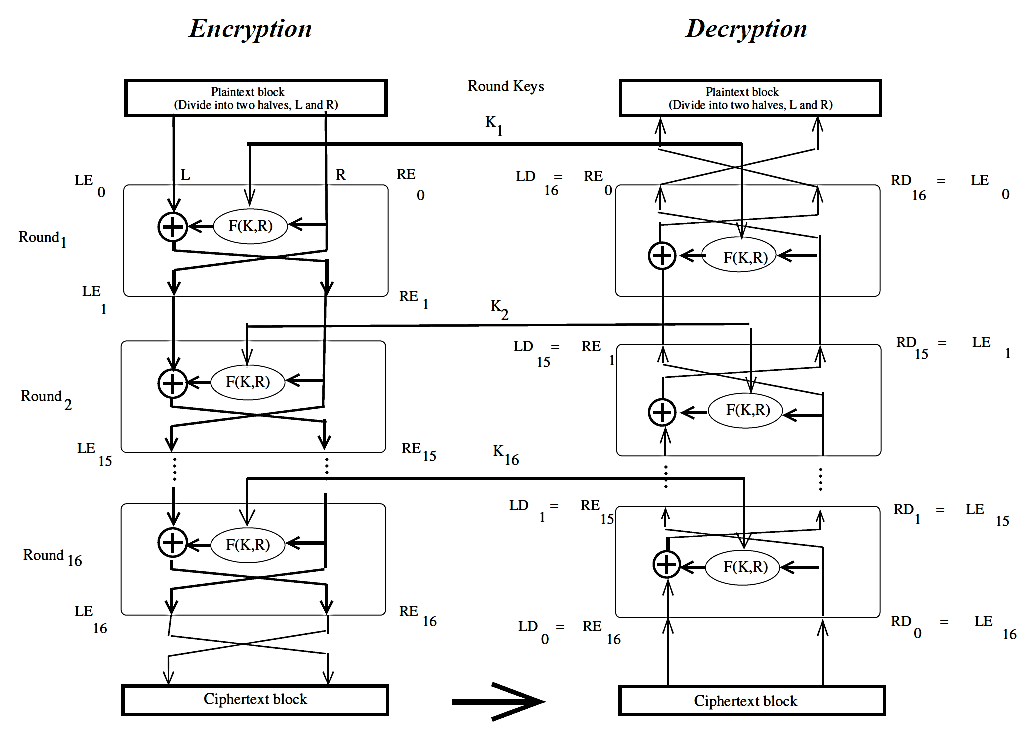 Encryption
Decryption
Plaintext block
(Divide into two halves, L and R)
Round Keys
Plaintext block
(Divide into two halves, L and R)
K1
LE0
L
R
RE0
LD16 = RE0
RD16 = LE0
Round1
F(K,R)
F(K,R)
LE1
RE1
K2
LD15 = RE1
RD15 = LE1
Round2
F(K,R)
F(K,R)
LE15
RE15
K16
LD1 = RE15
RD1 = LE15
Round16
F(K,R)
F(K,R)
LE16
RE16
LD0 = RE16
RD0 = LE16
Ciphertext block
Ciphertext block